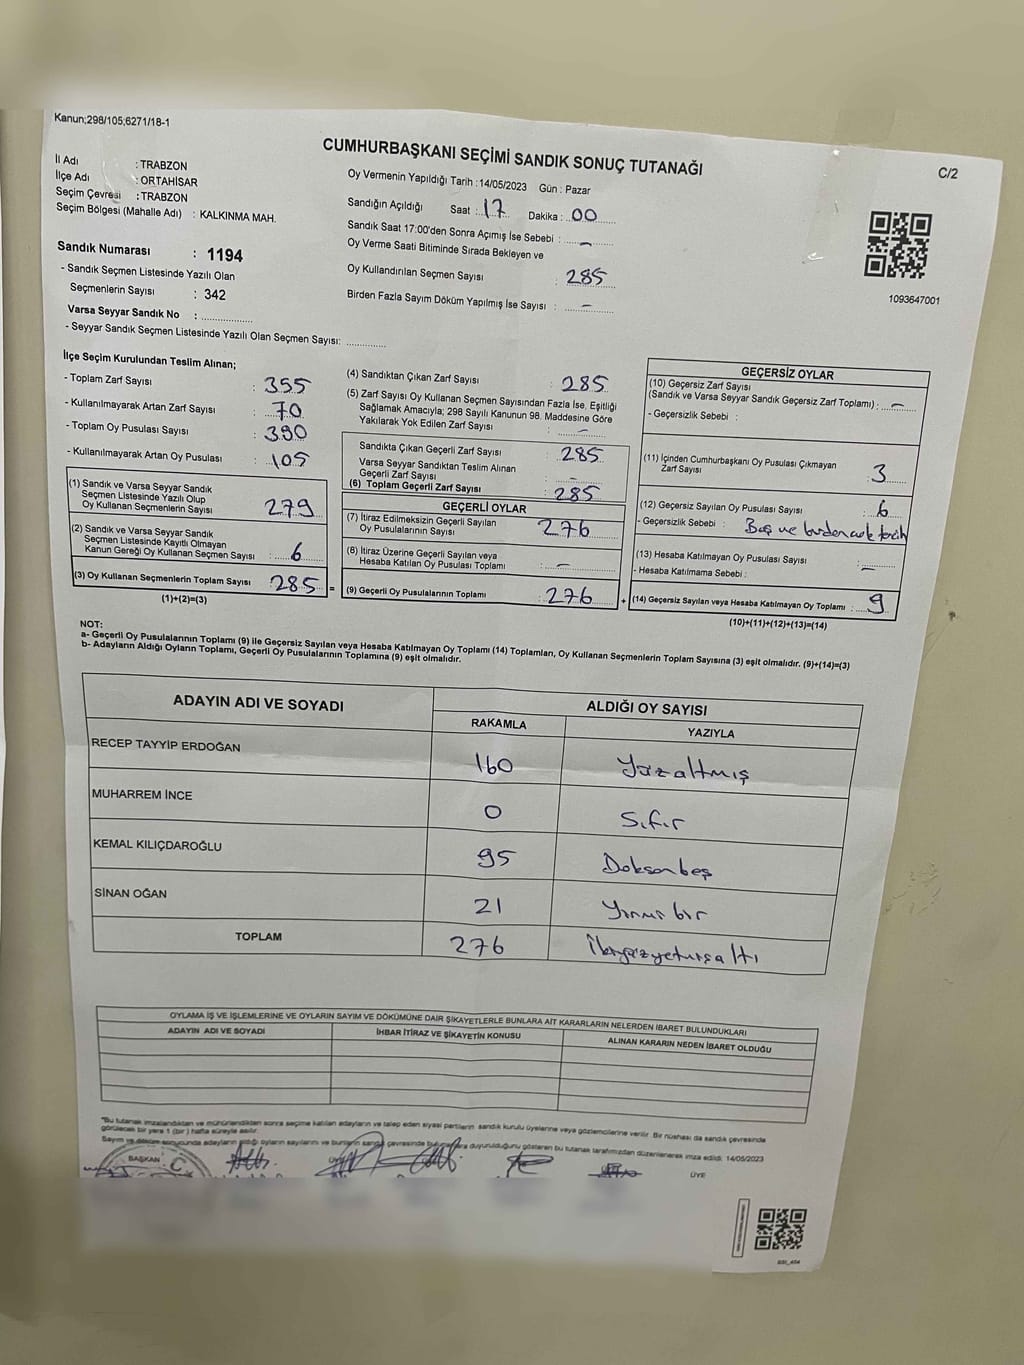 Kanun;298/105;6271/18-1
CUMHURBAŞKANI SEÇİMİ SANDIK SONUÇ TUTANAĞI
C/2
İl Adı : TRABZON
İlçe Adı : ORTAHİSAR
Seçim Çevresi : TRABZON
Seçim Bölgesi (Mahalle Adı) : KALKINMA MAH.
Oy Vermenin Yapıldığı Tarih :14/05/2023 Gün : Pazar
Sandığın Açıldığı Saat : 17 Dakika : 00
Sandık Saat 17:00'den Sonra Açımış İse Sebebi : -
Oy Verme Saati Bitiminde Sırada Bekleyen ve
Oy Kullandırılan Seçmen Sayısı : 285
Birden Fazla Sayım Döküm Yapılmış İse Sayısı : -
1093647001
Sandık Numarası : 1194
- Sandık Seçmen Listesinde Yazılı Olan
Seçmenlerin Sayısı : 342
Varsa Seyyar Sandık No :
- Seyyar Sandık Seçmen Listesinde Yazılı Olan Seçmen Sayısı:
İlçe Seçim Kurulundan Teslim Alınan;
- Toplam Zarf Sayısı : 355
- Kullanılmayarak Artan Zarf Sayısı : 70
- Toplam Oy Pusulası Sayısı : 390
- Kullanılmayarak Artan Oy Pusulası : 105
(1) Sandık ve Varsa Seyyar Sandık
Seçmen Listesinde Yazılı Olup
Oy Kullanan Seçmenlerin Sayısı : 279
(2) Sandık ve Varsa Seyyar Sandık
Seçmen Listesinde Kayıtlı Olmayan
Kanun Gereği Oy Kullanan Seçmen Sayısı : 6
(3) Oy Kullanan Seçmenlerin Toplam Sayısı : 285 =
(1)+(2)=(3)
(4) Sandıktan Çıkan Zarf Sayısı : 285
(5) Zarf Sayısı Oy Kullanan Seçmen Sayısından Fazla İse, Eşitliği
Sağlamak Amacıyla; 298 Sayılı Kanunun 98. Maddesine Göre
Yakılarak Yok Edilen Zarf Sayısı : -
Sandıkta Çıkan Geçerli Zarf Sayısı : 285
Varsa Seyyar Sandıktan Teslim Alınan
Geçerli Zarf Sayısı : -
(6) Toplam Geçerli Zarf Sayısı : 285
GEÇERLİ OYLAR
(7) İtiraz Edilmeksizin Geçerli Sayılan
Oy Pusulalarının Sayısı : 276
(8) İtiraz Üzerine Geçerli Sayılan veya
Hesaba Katılan Oy Pusulası Toplamı : -
(9) Geçerli Oy Pusulalarının Toplamı : 276 +
GEÇERSİZ OYLAR
(10) Geçersiz Zarf Sayısı
(Sandık ve Varsa Seyyar Sandık Geçersiz Zarf Toplamı) : -
- Geçersizlik Sebebi :
(11) İçinden Cumhurbaşkanı Oy Pusulası Çıkmayan
Zarf Sayısı : 3
(12) Geçersiz Sayılan Oy Pusulası Sayısı : 6
- Geçersizlik Sebebi : Boş ve birden çok tercih
(13) Hesaba Katılmayan Oy Pusulası Sayısı : -
- Hesaba Katılmama Sebebi :
(14) Geçersiz Sayılan veya Hesaba Katılmayan Oy Toplamı : 9
(10)+(11)+(12)+(13)=(14)
NOT:
a- Geçerli Oy Pusulalarının Toplamı (9) ile Geçersiz Sayılan veya Hesaba Katılmayan Oy Toplamı (14) Toplamları, Oy Kullanan Seçmenlerin Toplam Sayısına (3) eşit olmalıdır. (9)+(14)=(3)
b- Adayların Aldığı Oyların Toplamı, Geçerli Oy Pusulalarının Toplamına (9) eşit olmalıdır.
ADAYIN ADI VE SOYADI ALDIĞI OY SAYISI
RAKAMLA YAZIYLA
RECEP TAYYİP ERDOĞAN 160 Yüzaltmış
MUHARREM İNCE 0 Sıfır
KEMAL KILIÇDAROĞLU 95 Doksanbeş
SİNAN OĞAN 21 Yirmi bir
TOPLAM 276 İkiyüzyetmişaltı
OYLAMA İŞ VE İŞLEMLERİNE VE OYLARIN SAYIM VE DÖKÜMÜNE DAİR ŞİKAYETLERLE BUNLARA AİT KARARLARIN NELERDEN İBARET BULUNDUKLARI
ADAYIN ADI VE SOYADI İHBAR İTİRAZ VE ŞİKAYETİN KONUSU ALINAN KARARIN NEDEN İBARET OLDUĞU
"Bu tutanak imzalandıktan ve mühürlendikten sonra seçime katılan adayların ve talep eden siyasi partilerin sandık kurulu üyelerine veya gözlemcilerine verilir. Bir nüshası da sandık çevresinde
görülecek bir yere 1 (bir) hafta süreyle asılır.
Sayım ve döküm sonucunda adayların aldığı oyların sayılarını ve bunların sandık çevresinde duyurulduğunu gösteren bu tutanak tarafımızdan düzenlenerek imza edildi. 14/05/2023
BAŞKAN
ÜYE